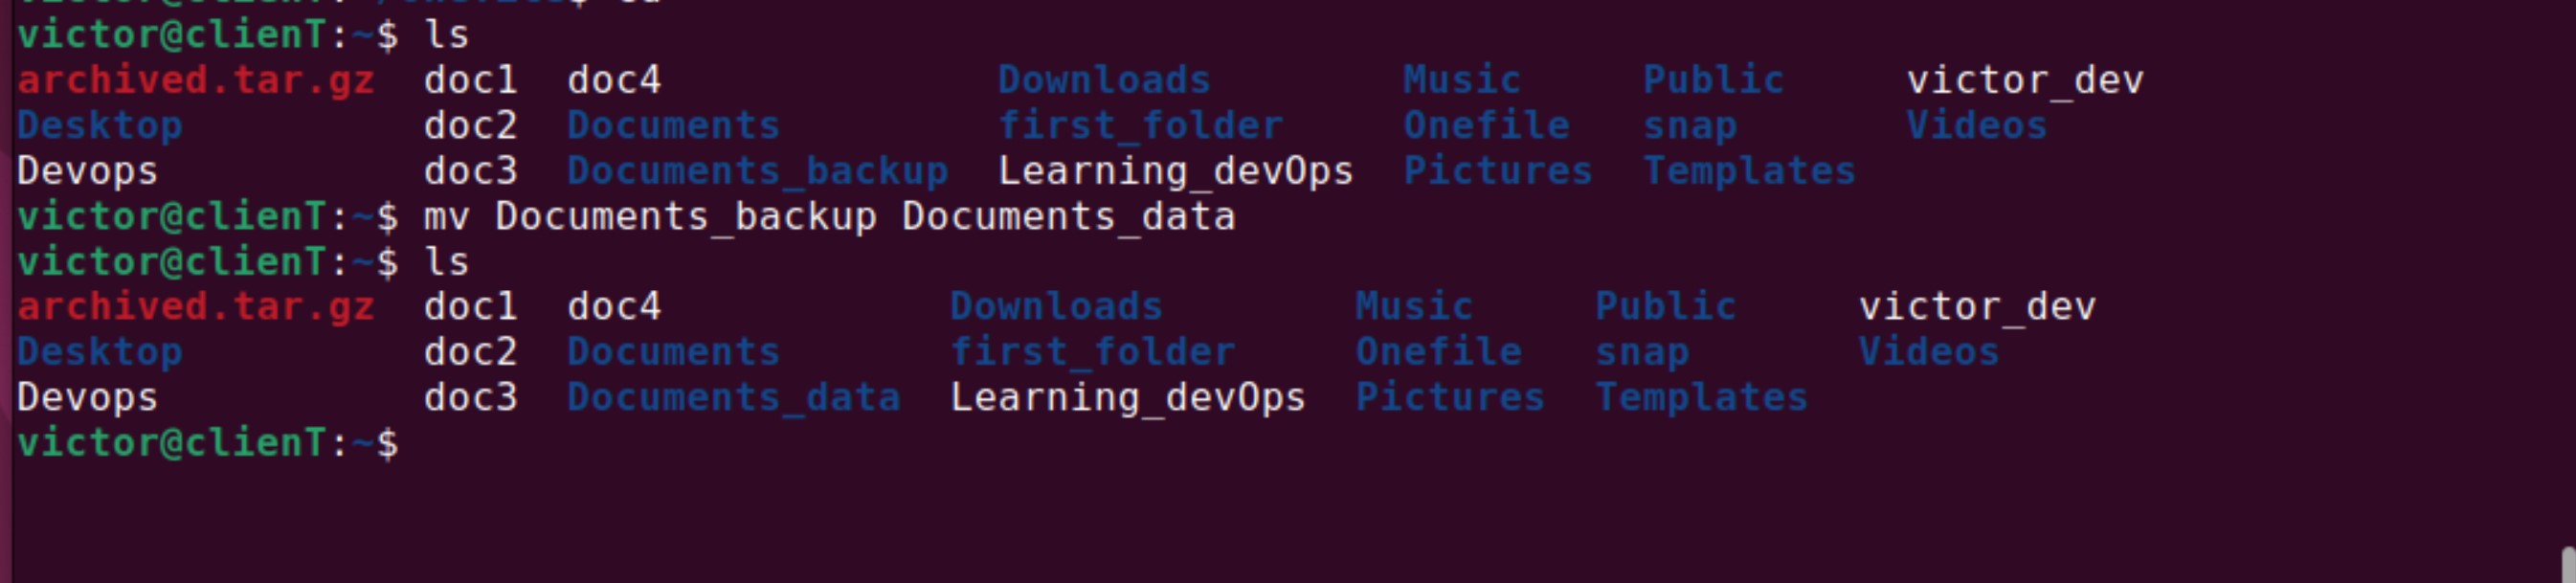 victor@clienT:~$ ls
archived.tar.gz  doc1  doc4              Downloads      Music     Public     victor_dev
Desktop          doc2  Documents         first_folder   Onefile   snap       Videos
Devops           doc3  Documents_backup  Learning_devOps  Pictures  Templates
victor@clienT:~$ mv Documents_backup Documents_data
victor@clienT:~$ ls
archived.tar.gz  doc1  doc4            Downloads      Music     Public     victor_dev
Desktop          doc2  Documents       first_folder   Onefile   snap       Videos
Devops           doc3  Documents_data  Learning_devOps  Pictures  Templates
victor@clienT:~$